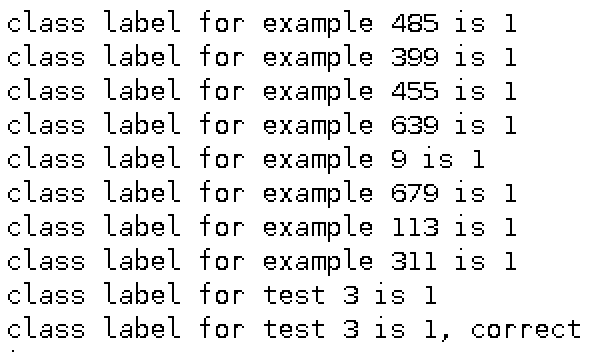 class label for example 485 is 1
class label for example 399 is 1
class label for example 455 is 1
class label for example 639 is 1
class label for example 9 is 1
class label for example 679 is 1
class label for example 113 is 1
class label for example 311 is 1
class label for test 3 is 1
class label for test 3 is 1, correct